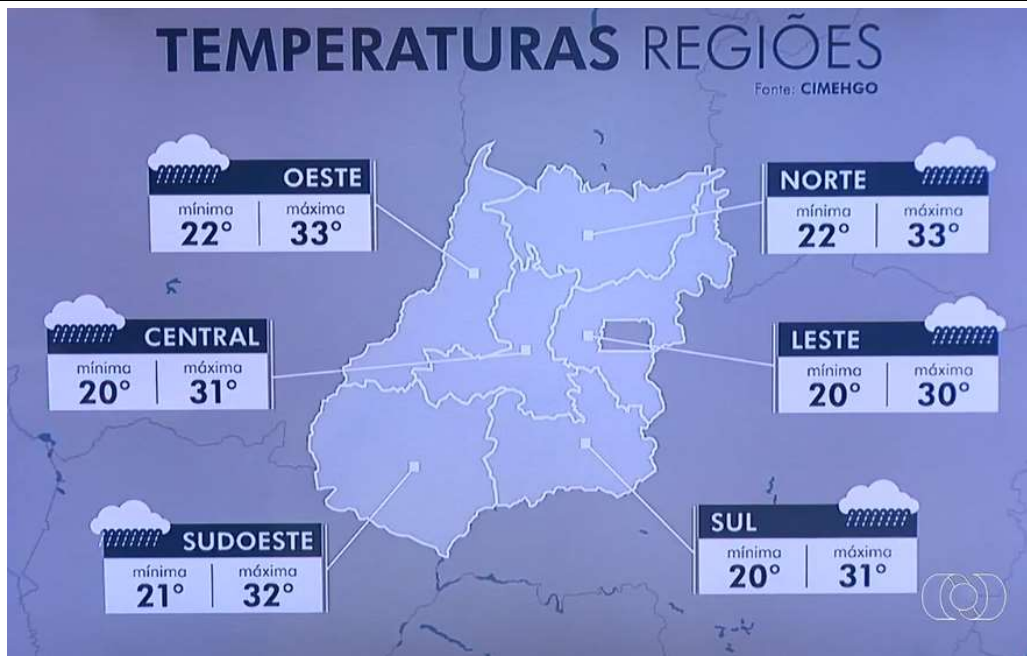 TEMPERATURAS REGIÕES
Fonte: CIMEHGO
OESTE
mínima máxima
22° 33°
NORTE
mínima máxima
22° 33°
CENTRAL
mínima máxima
20° 31°
LESTE
mínima máxima
20° 30°
SUDOESTE
mínima máxima
21° 32°
SUL
mínima máxima
20° 31°